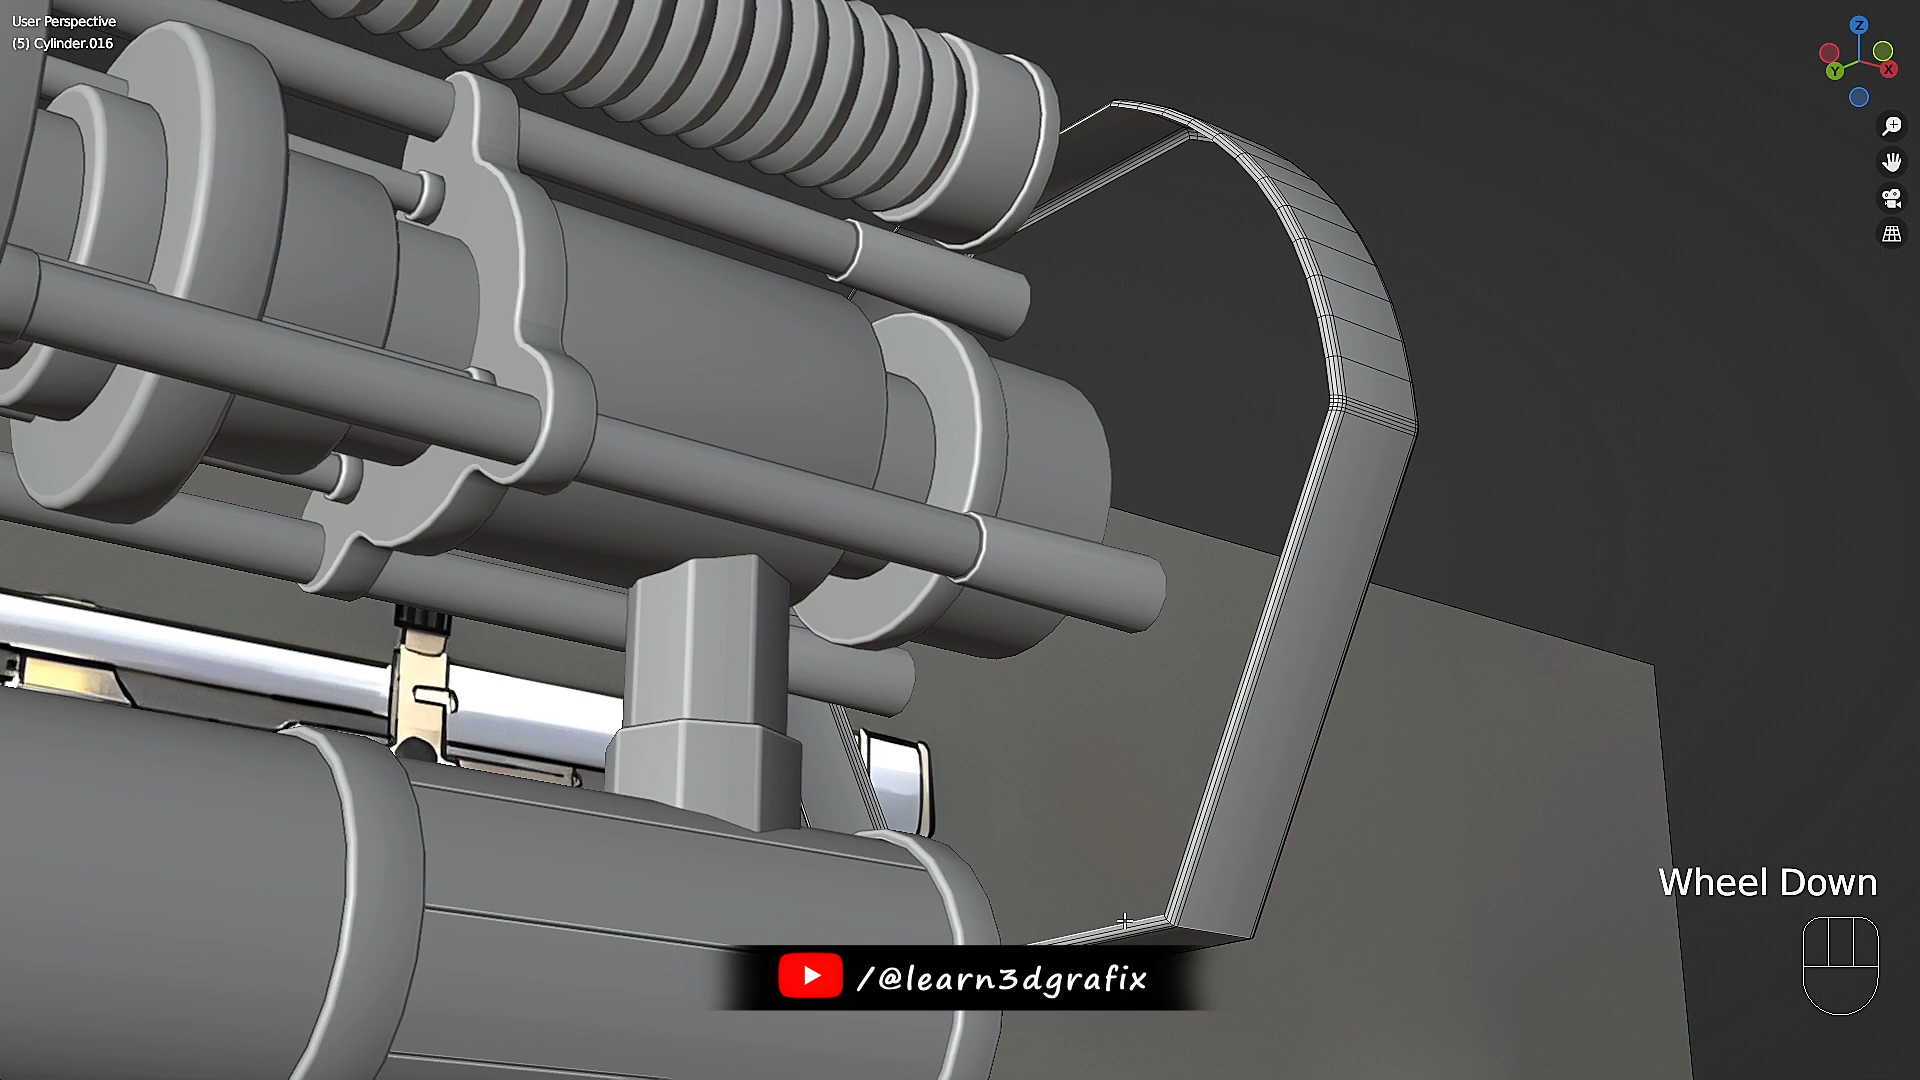 User Perspective
(5) Cylinder.016
Z
Y
X
Wheel Down
/@learn3dgrafix